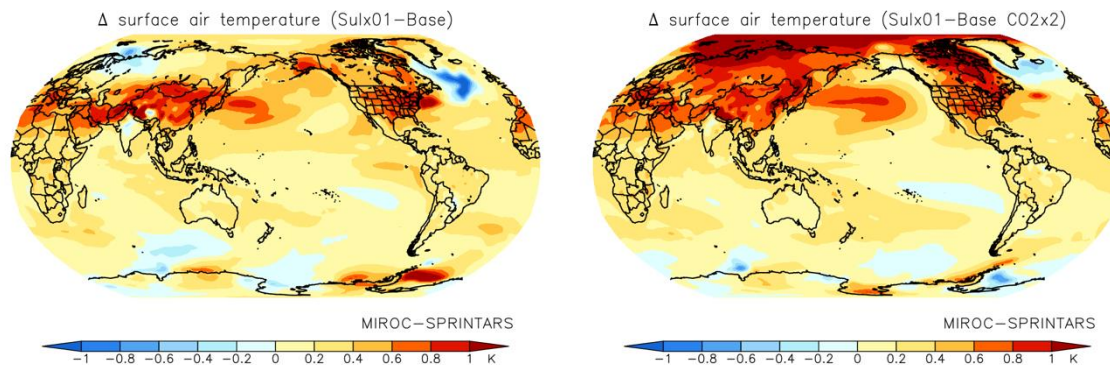 Δ surface air temperature (Sulx01−Base)
MIROC−SPRINTARS
−1 −0.8 −0.6 −0.4 −0.2 0 0.2 0.4 0.6 0.8 1 K
Δ surface air temperature (Sulx01−Base CO2x2)
MIROC−SPRINTARS
−1 −0.8 −0.6 −0.4 −0.2 0 0.2 0.4 0.6 0.8 1 K